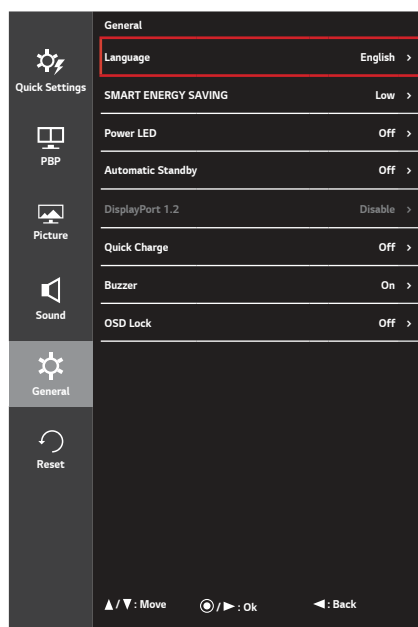 General
Language English >
SMART ENERGY SAVING Low >
Power LED Off >
Automatic Standby Off >
DisplayPort 1.2 Disable >
Quick Charge Off >
Buzzer On >
OSD Lock Off >
Quick Settings
PBP
Picture
Sound
General
Reset
▲/▼: Move ◉/►: Ok ◄: Back